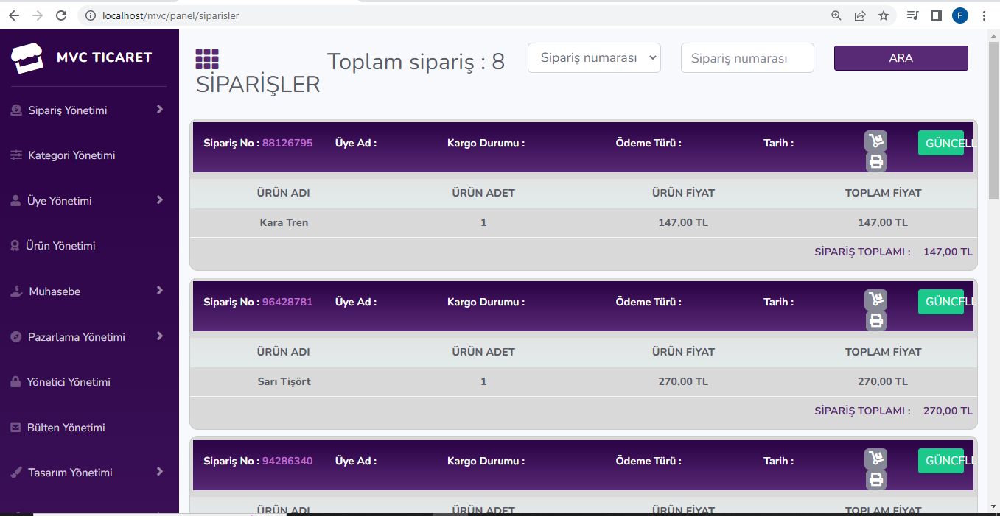 localhost/mvc/panel/siparisler
F
MVC TICARET
Sipariş Yönetimi
Kategori Yönetimi
Üye Yönetimi
Ürün Yönetimi
Muhasebe
Pazarlama Yönetimi
Yönetici Yönetimi
Bülten Yönetimi
Tasarım Yönetimi
SİPARİŞLER
Toplam sipariş : 8
Sipariş numarası
Sipariş numarası
ARA
Sipariş No : 88126795 Üye Ad : Kargo Durumu : Ödeme Türü : Tarih : GÜNCELL
ÜRÜN ADI ÜRÜN ADET ÜRÜN FİYAT TOPLAM FİYAT
Kara Tren 1 147,00 TL 147,00 TL
SİPARİŞ TOPLAMI : 147,00 TL
Sipariş No : 96428781 Üye Ad : Kargo Durumu : Ödeme Türü : Tarih : GÜNCELL
ÜRÜN ADI ÜRÜN ADET ÜRÜN FİYAT TOPLAM FİYAT
Sarı Tişört 1 270,00 TL 270,00 TL
SİPARİŞ TOPLAMI : 270,00 TL
Sipariş No : 94286340 Üye Ad : Kargo Durumu : Ödeme Türü : Tarih : GÜNCELL
ÜRÜN ADI ÜRÜN ADET ÜRÜN FİYAT TOPLAM FİYAT